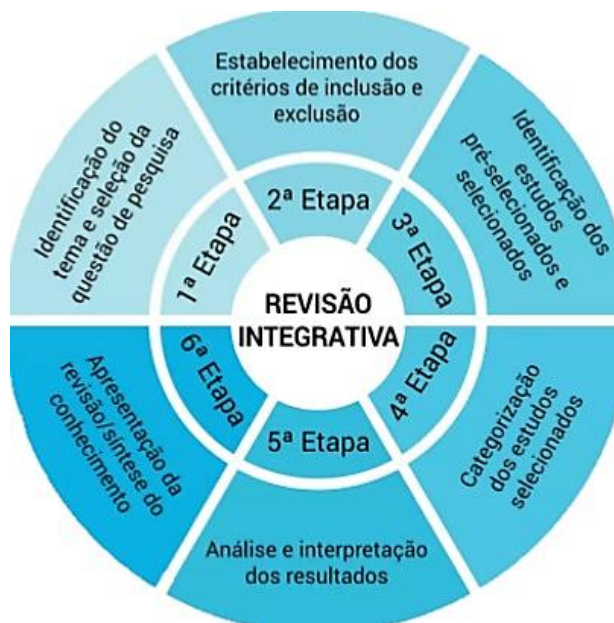 REVISÃO
INTEGRATIVA
1ª Etapa
Identificação do
tema e seleção da
questão de pesquisa
2ª Etapa
Estabelecimento dos
critérios de inclusão e
exclusão
3ª Etapa
Identificação dos
estudos
pré-selecionados e
selecionados
4ª Etapa
Categorização
dos estudos
selecionados
5ª Etapa
Análise e interpretação
dos resultados
6ª Etapa
Apresentação da
revisão/síntese do
conhecimento